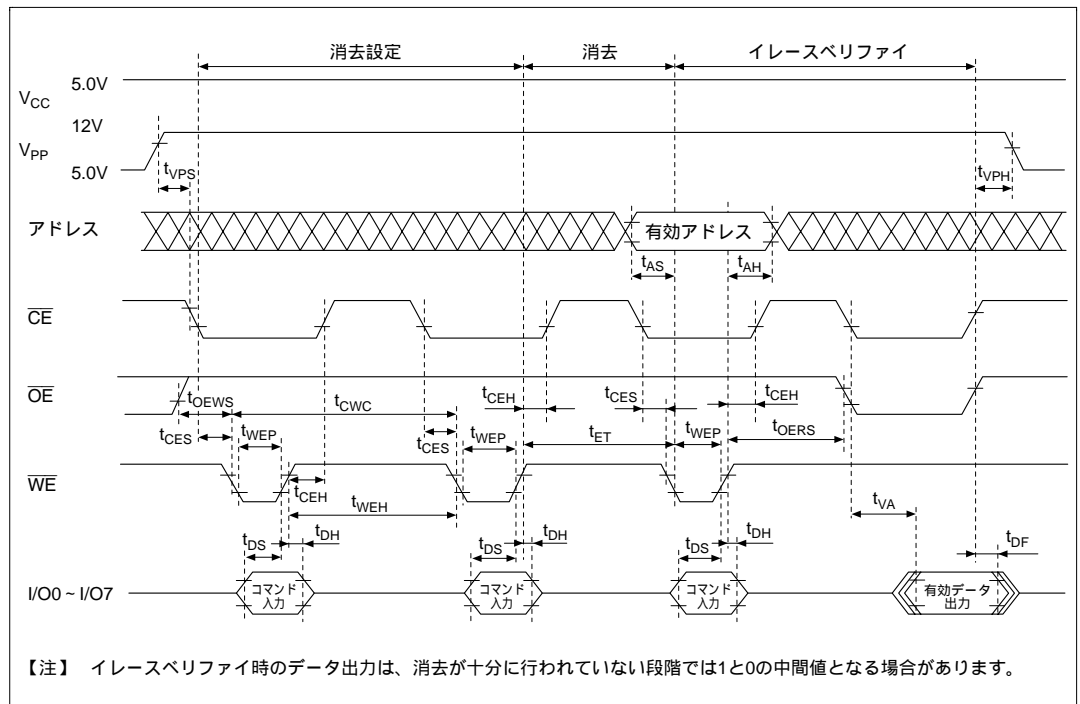 消去設定 消去 イレースベリファイ
5.0V
VCC
12V
VPP
5.0V
tVPS tVPH
アドレス 有効アドレス
tAS tAH
CE
OE
tOEWS tCWC tCEH tCES tCEH
tCES tWEP tCES tWEP tET tWEP tOERS
WE
tCEH tWEH tVA
tDS tDH tDS tDH tDS tDH tDF
I/O0 ~ I/O7
コマンド
入力
コマンド
入力
コマンド
入力
有効データ
出力
【注】 イレースベリファイ時のデータ出力は、消去が十分に行われていない段階では1と0の中間値となる場合があります。